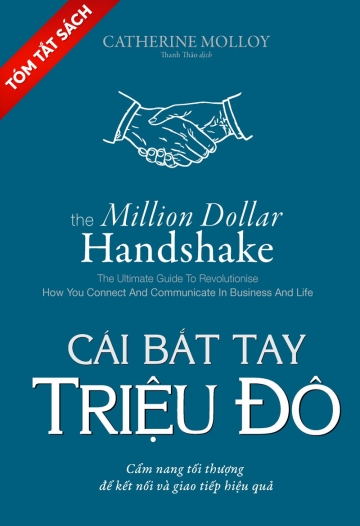 TÓM TẮT SÁCH
CATHERINE MOLLOY
Thanh Thảo dịch
the Million Dollar
Handshake
The Ultimate Guide To Revolutionise
How You Connect And Communicate In Business And Life
CÁI BẮT TAY
TRIỆU ĐÔ
Cẩm nang tối thượng
để kết nối và giao tiếp hiệu quả